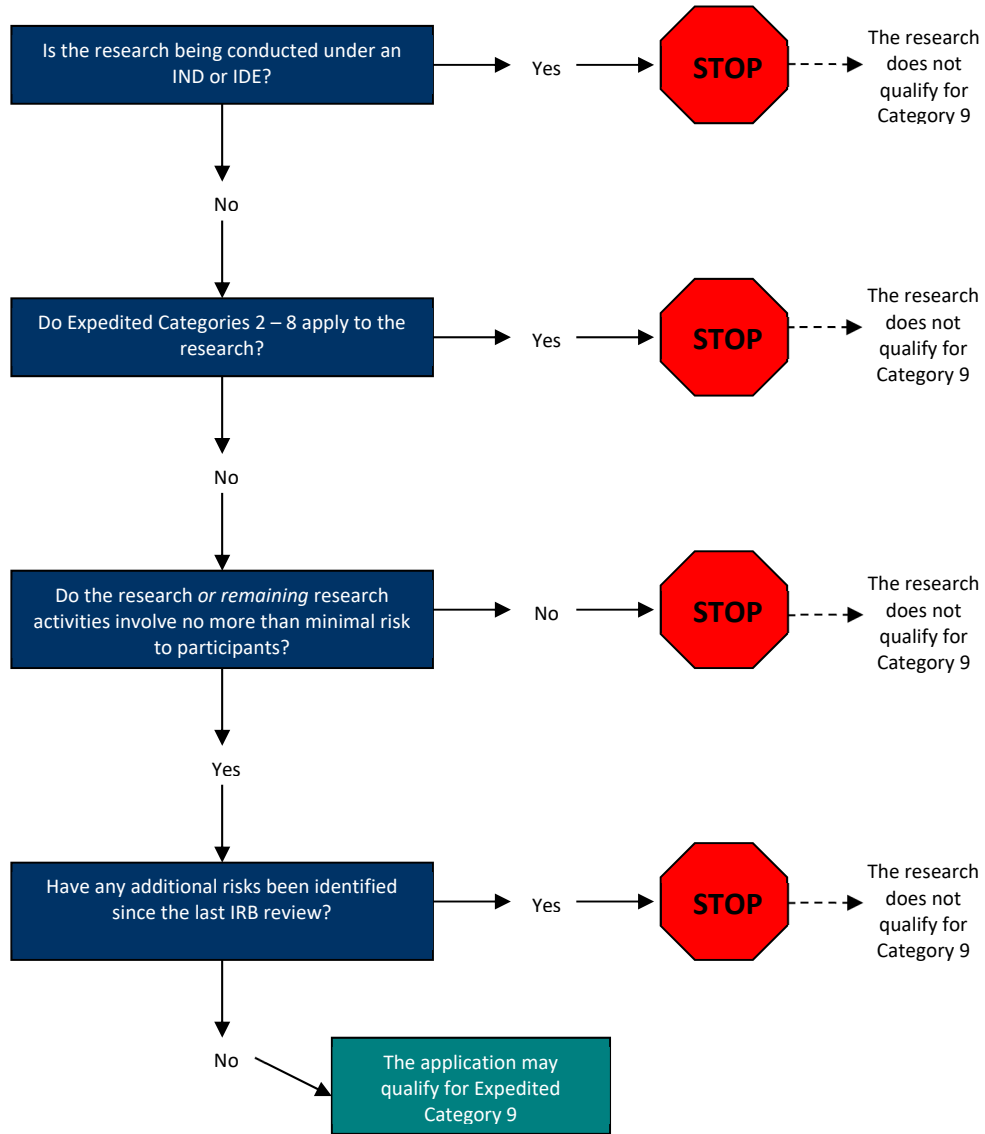 Is the research being conducted under an
IND or IDE?
Yes
STOP
The research
does not
qualify for
Category 9
No
Do Expedited Categories 2 – 8 apply to the
research?
Yes
STOP
The research
does not
qualify for
Category 9
No
Do the research or remaining research
activities involve no more than minimal risk
to participants?
No
STOP
The research
does not
qualify for
Category 9
Yes
Have any additional risks been identified
since the last IRB review?
Yes
STOP
The research
does not
qualify for
Category 9
No
The application may
qualify for Expedited
Category 9